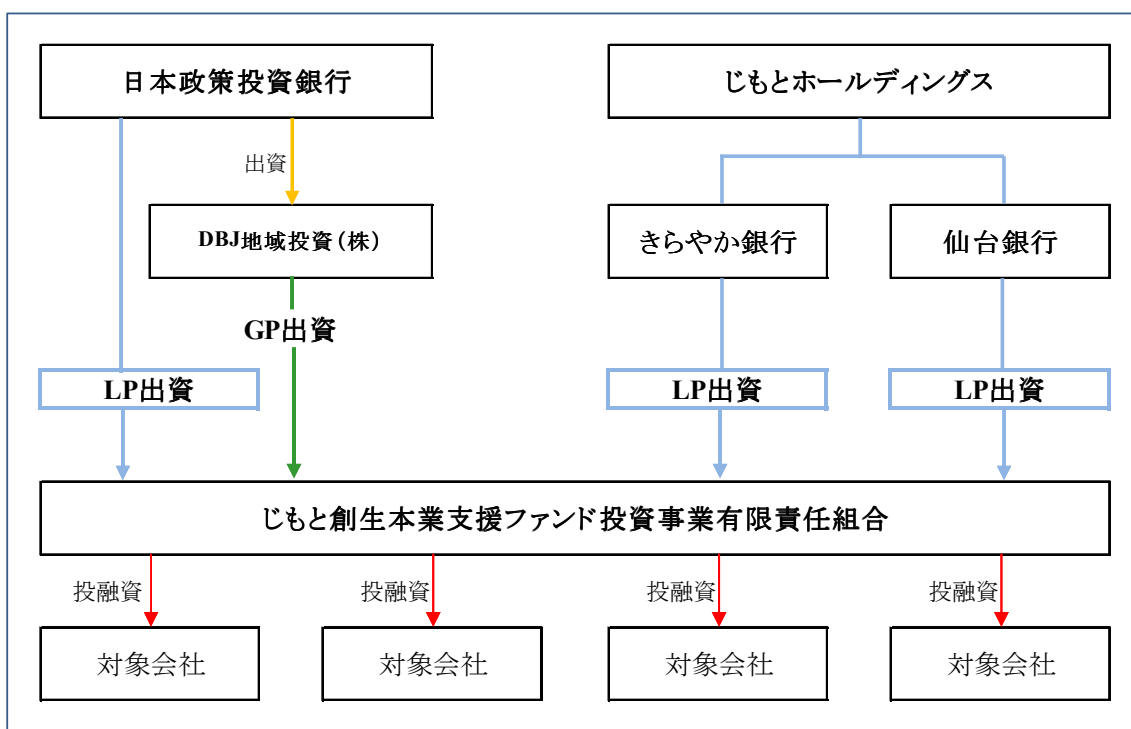 日本政策投資銀行
じもとホールディングス
出資
DBJ地域投資(株)
きらやか銀行
仙台銀行
GP出資
LP出資
LP出資
LP出資
じもと創生本業支援ファンド投資事業有限責任組合
投融資
投融資
投融資
投融資
対象会社
対象会社
対象会社
対象会社